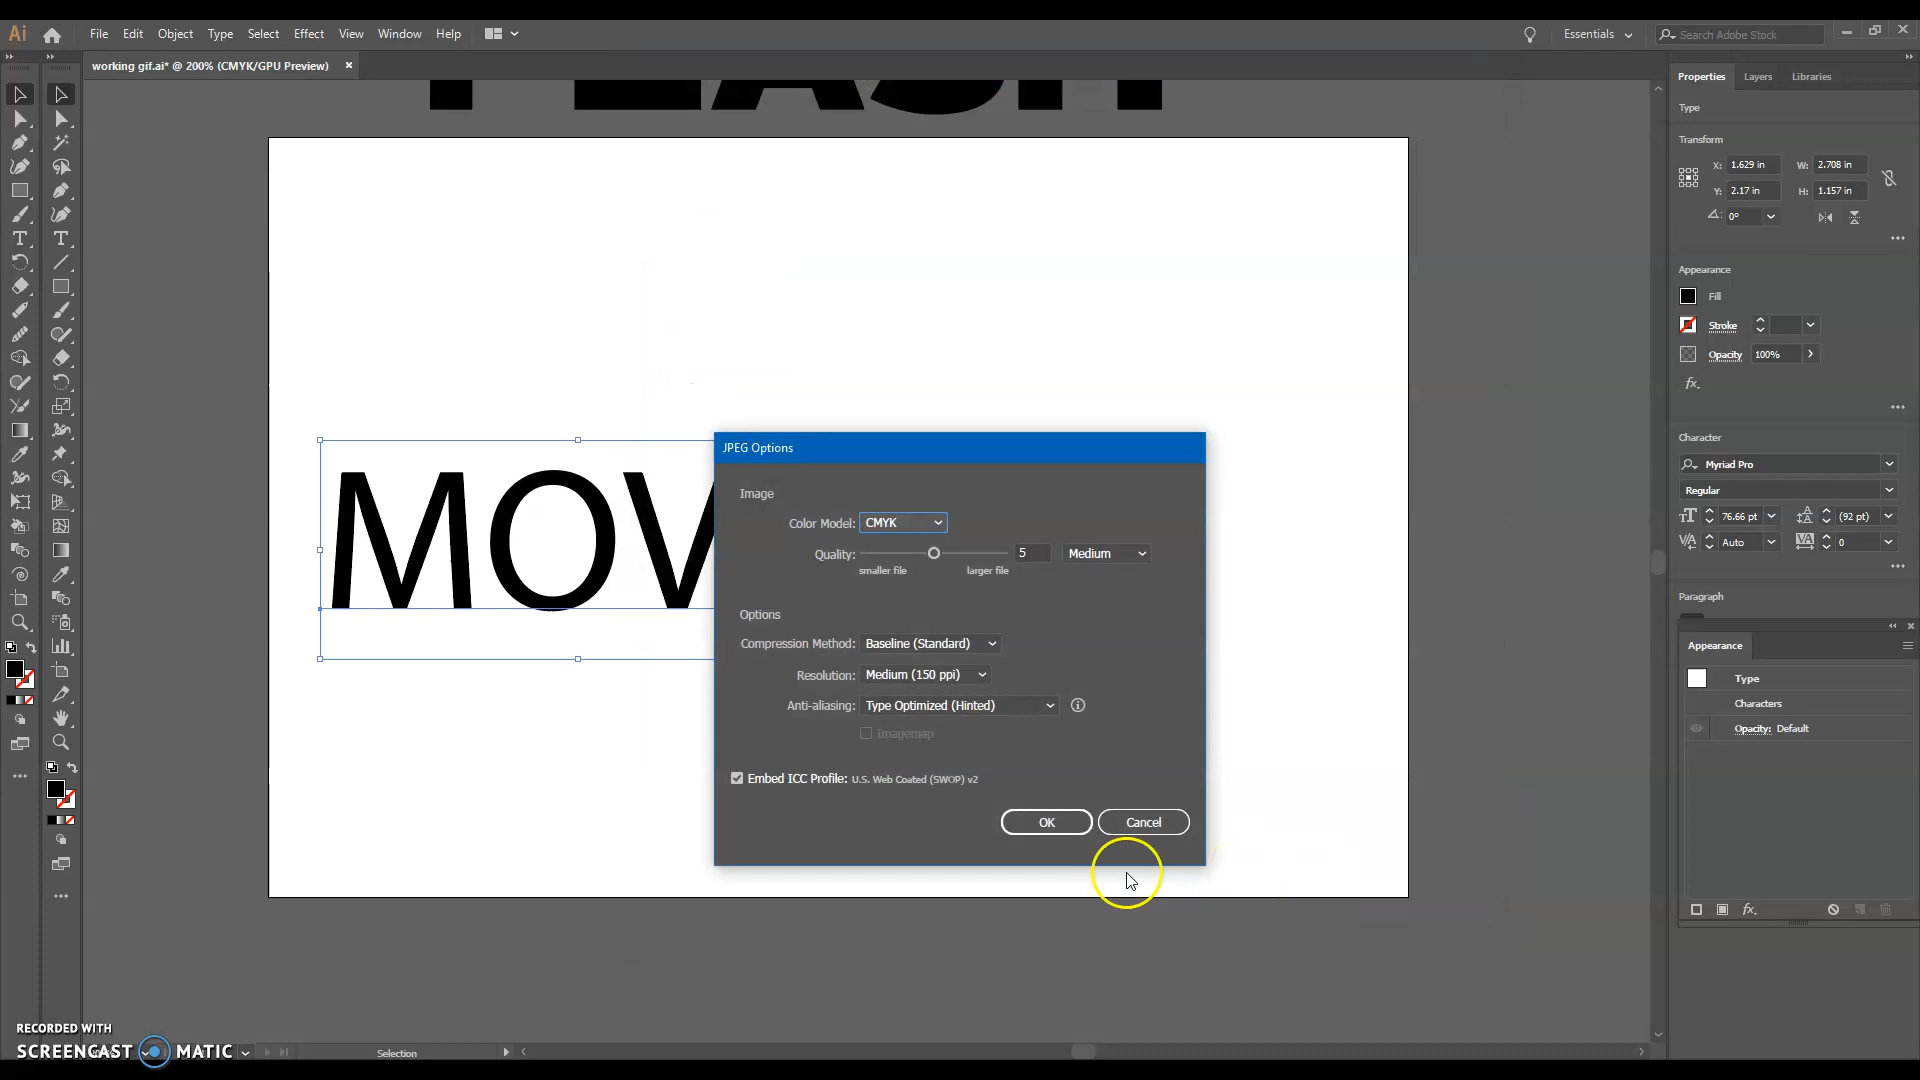 Ai File Edit Object Type Select Effect View Window Help Essentials Search Adobe Stock
working gif.ai* @ 200% (CMYK/GPU Preview) ×
FLASH
MOV
JPEG Options
Image
Color Model: CMYK
Quality: 5 Medium
smaller file larger file
Options
Compression Method: Baseline (Standard)
Resolution: Medium (150 ppi)
Anti-aliasing: Type Optimized (Hinted)
Imagemap
Embed ICC Profile: U.S. Web Coated (SWOP) v2
OK Cancel
Properties Layers Libraries
Type
Transform
X: 1.629 in W: 2.708 in
Y: 2.17 in H: 1.157 in
0°
Appearance
Fill
Stroke
Opacity 100%
fx.
Character
Myriad Pro
Regular
76.66 pt (92 pt)
Auto 0
Paragraph
Appearance
Type
Characters
Opacity: Default
fx.
RECORDED WITH
SCREENCAST MATIC
Selection